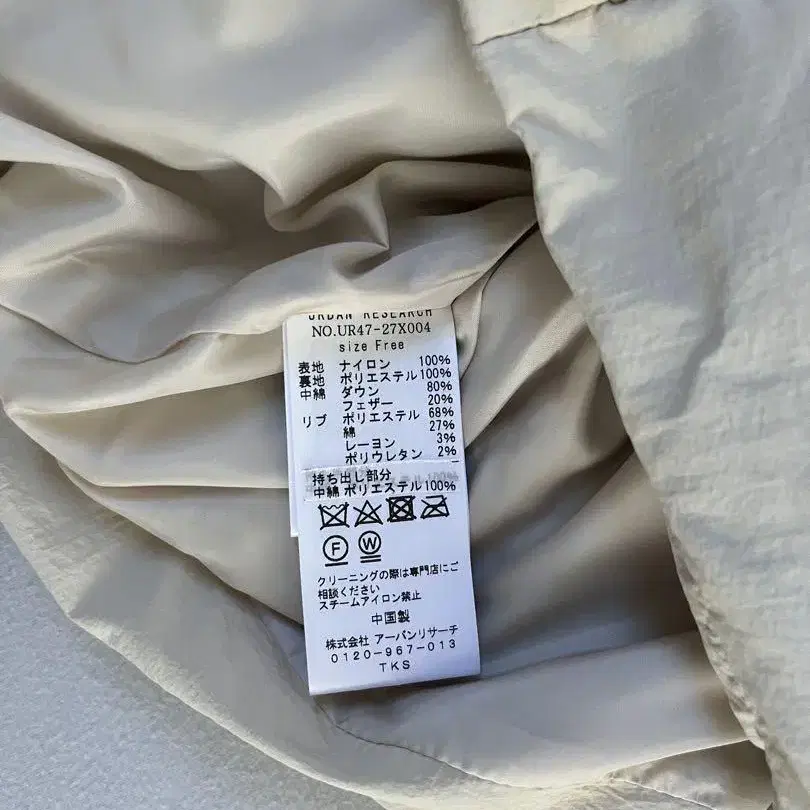 URBAN RESEARCH
NO.UR47-27X004
size Free
表地 ナイロン 100%
裏地 ポリエステル 100%
中綿 ダウン 80%
フェザー 20%
リブ ポリエステル 68%
綿 27%
レーヨン 3%
ポリウレタン 2%
持ち出し部分
中綿 ポリエステル 100%
F W
クリーニングの際は専門店にご
相談ください
スチームアイロン禁止
中国製
株式会社 アーバンリサーチ
0120-967-013
TKS